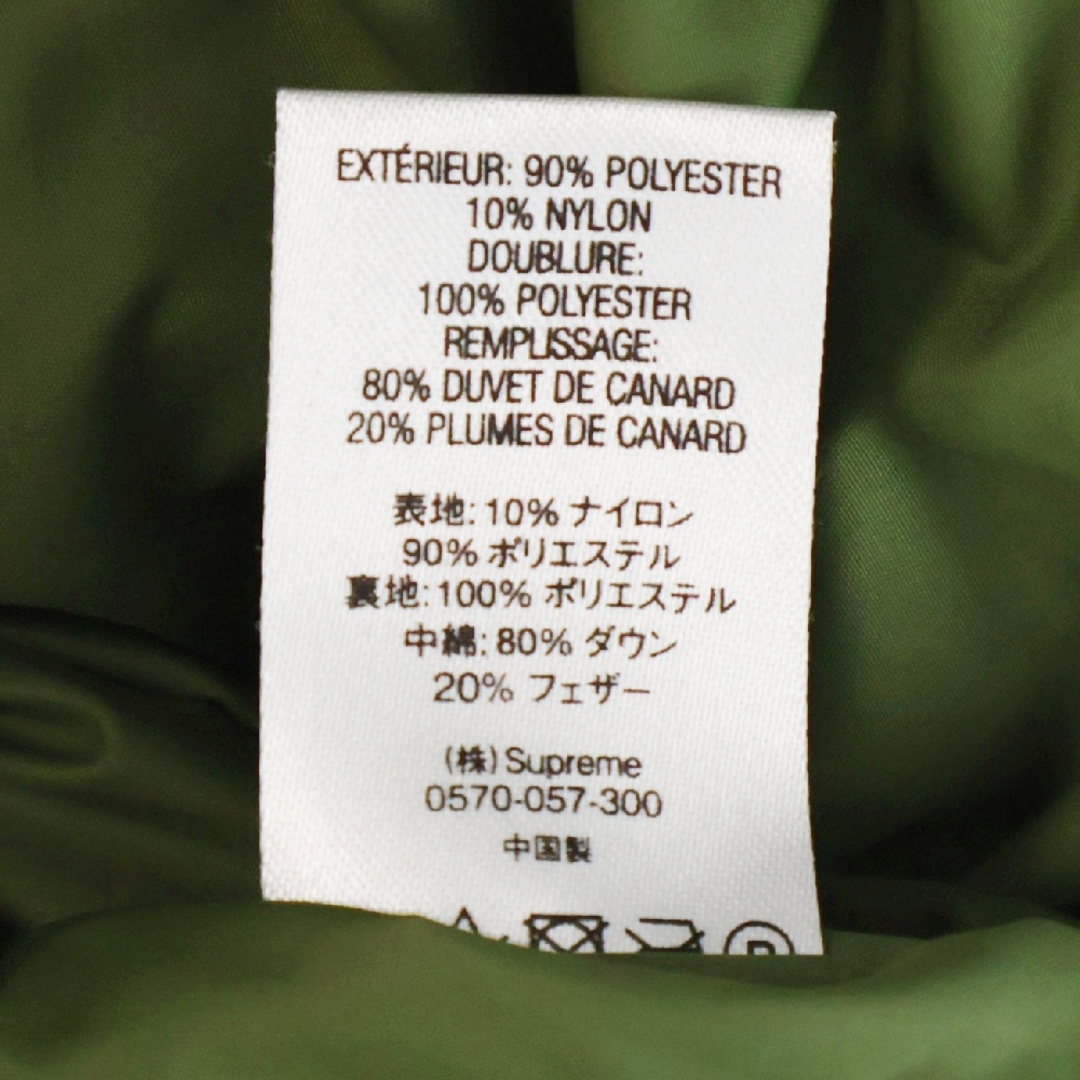 EXTÉRIEUR: 90% POLYESTER
10% NYLON
DOUBLURE:
100% POLYESTER
REMPLISSAGE:
80% DUVET DE CANARD
20% PLUMES DE CANARD
表地: 10% ナイロン
90% ポリエステル
裏地: 100% ポリエステル
中綿: 80% ダウン
20% フェザー
(株) Supreme
0570-057-300
中国製
P